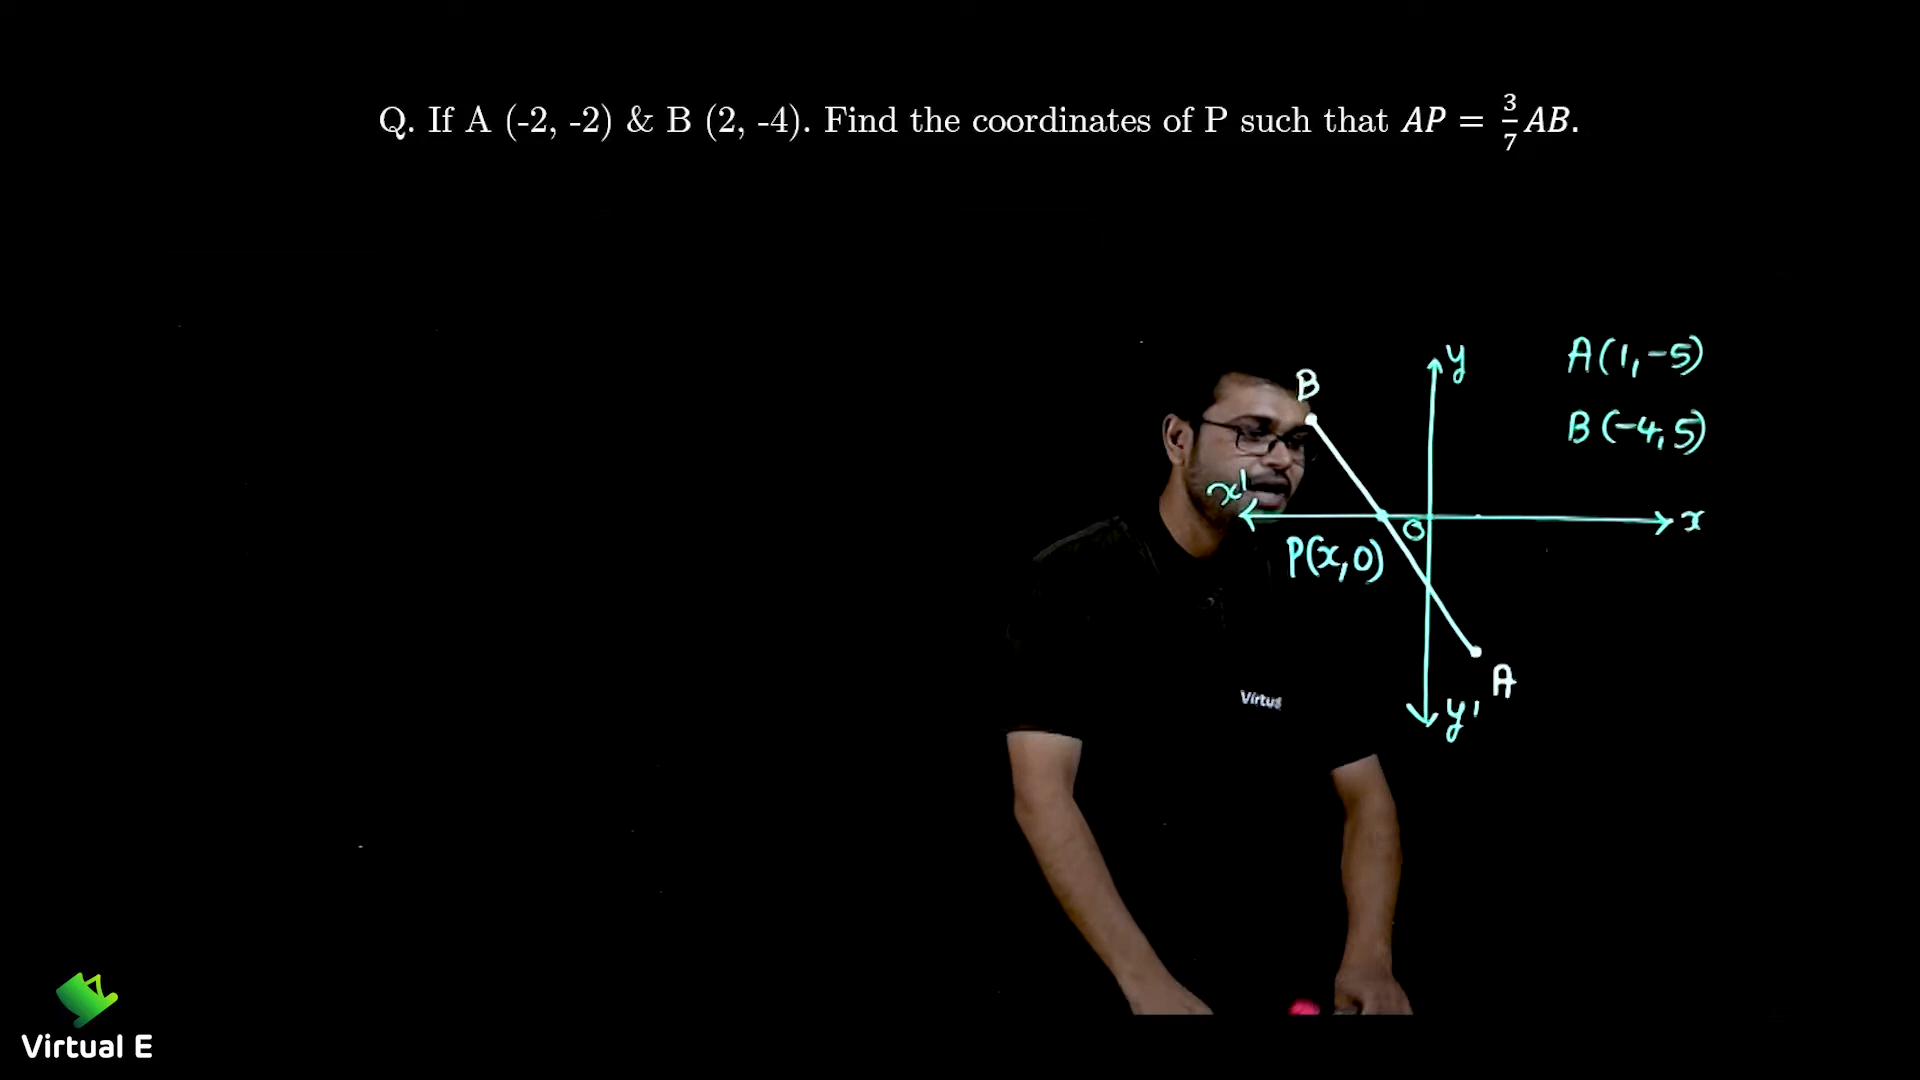 Q. If A (-2, -2) & B (2, -4). Find the coordinates of P such that AP = 3/7 AB.
y
A(1,-5)
B
B(-4,5)
x'
O
x
P(x,0)
A
Virtus
y'
Virtual E